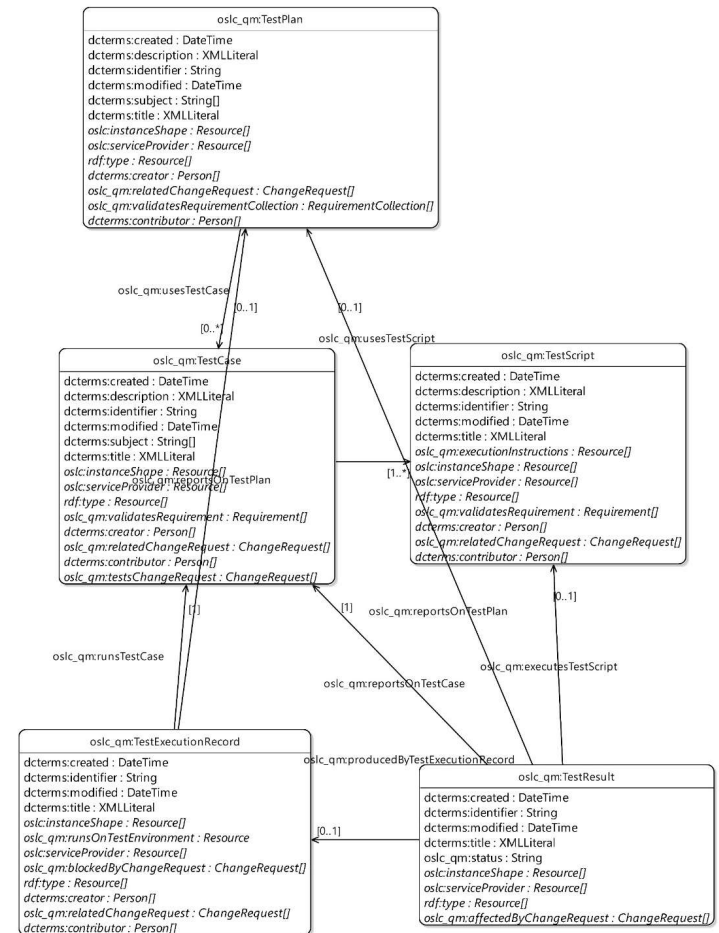 oslc_qm:TestPlan
dcterms:created : DateTime
dcterms:description : XMLLiteral
dcterms:identifier : String
dcterms:modified : DateTime
dcterms:subject : String[]
dcterms:title : XMLLiteral
oslc:instanceShape : Resource[]
oslc:serviceProvider : Resource[]
rdf:type : Resource[]
dcterms:creator : Person[]
oslc_qm:relatedChangeRequest : ChangeRequest[]
oslc_qm:validatesRequirementCollection : RequirementCollection[]
dcterms:contributor : Person[]
oslc_qm:usesTestCase
[0..1]
[0..1]
[0..*]
oslc_qm:usesTestScript
oslc_qm:TestCase
dcterms:created : DateTime
dcterms:description : XMLLiteral
dcterms:identifier : String
dcterms:modified : DateTime
dcterms:subject : String[]
dcterms:title : XMLLiteral
oslc:instanceShape : Resource[]
oslc_qm:reportsOnTestPlan
oslc:serviceProvider : Resource[]
rdf:type : Resource[]
oslc_qm:validatesRequirement : Requirement[]
dcterms:creator : Person[]
oslc_qm:relatedChangeRequest : ChangeRequest[]
dcterms:contributor : Person[]
oslc_qm:testsChangeRequest : ChangeRequest[]
[1..*]
oslc_qm:TestScript
dcterms:created : DateTime
dcterms:description : XMLLiteral
dcterms:identifier : String
dcterms:modified : DateTime
dcterms:title : XMLLiteral
oslc_qm:executionInstructions : Resource[]
oslc:instanceShape : Resource[]
oslc:serviceProvider : Resource[]
rdf:type : Resource[]
oslc_qm:validatesRequirement : Requirement[]
dcterms:creator : Person[]
oslc_qm:relatedChangeRequest : ChangeRequest[]
dcterms:contributor : Person[]
[1]
[1]
oslc_qm:reportsOnTestPlan
[0..1]
oslc_qm:runsTestCase
oslc_qm:executesTestScript
oslc_qm:reportsOnTestCase
oslc_qm:TestExecutionRecord
dcterms:created : DateTime
dcterms:identifier : String
dcterms:modified : DateTime
dcterms:title : XMLLiteral
oslc:instanceShape : Resource[]
oslc_qm:runsOnTestEnvironment : Resource
oslc:serviceProvider : Resource[]
oslc_qm:blockedByChangeRequest : ChangeRequest[]
rdf:type : Resource[]
dcterms:creator : Person[]
oslc_qm:relatedChangeRequest : ChangeRequest[]
dcterms:contributor : Person[]
oslc_qm:producedByTestExecutionRecord
[0..1]
oslc_qm:TestResult
dcterms:created : DateTime
dcterms:identifier : String
dcterms:modified : DateTime
dcterms:title : XMLLiteral
oslc_qm:status : String
oslc:instanceShape : Resource[]
oslc:serviceProvider : Resource[]
rdf:type : Resource[]
oslc_qm:affectedByChangeRequest : ChangeRequest[]